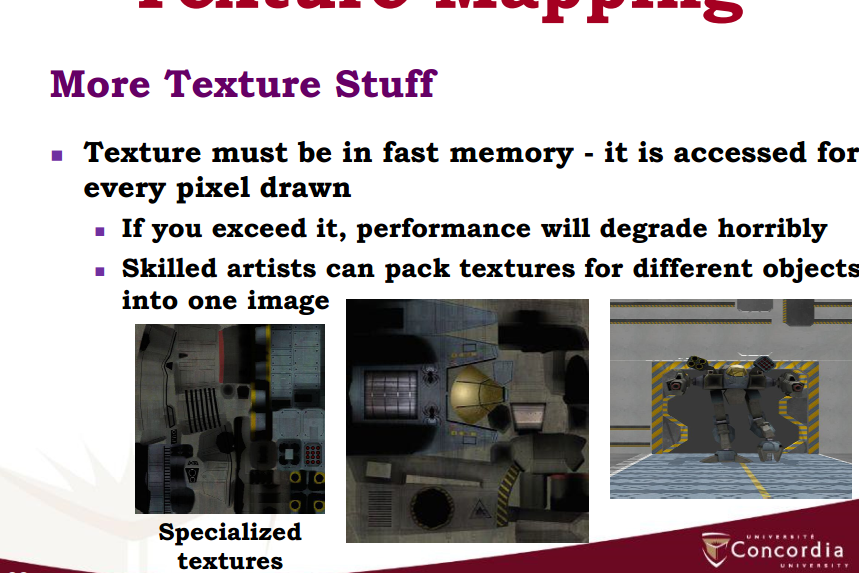 Texture Mapping
More Texture Stuff
Texture must be in fast memory - it is accessed for
every pixel drawn
If you exceed it, performance will degrade horribly
Skilled artists can pack textures for different objects
into one image
Specialized
textures
UNIVERSITÉ
Concordia
UNIVERSITY